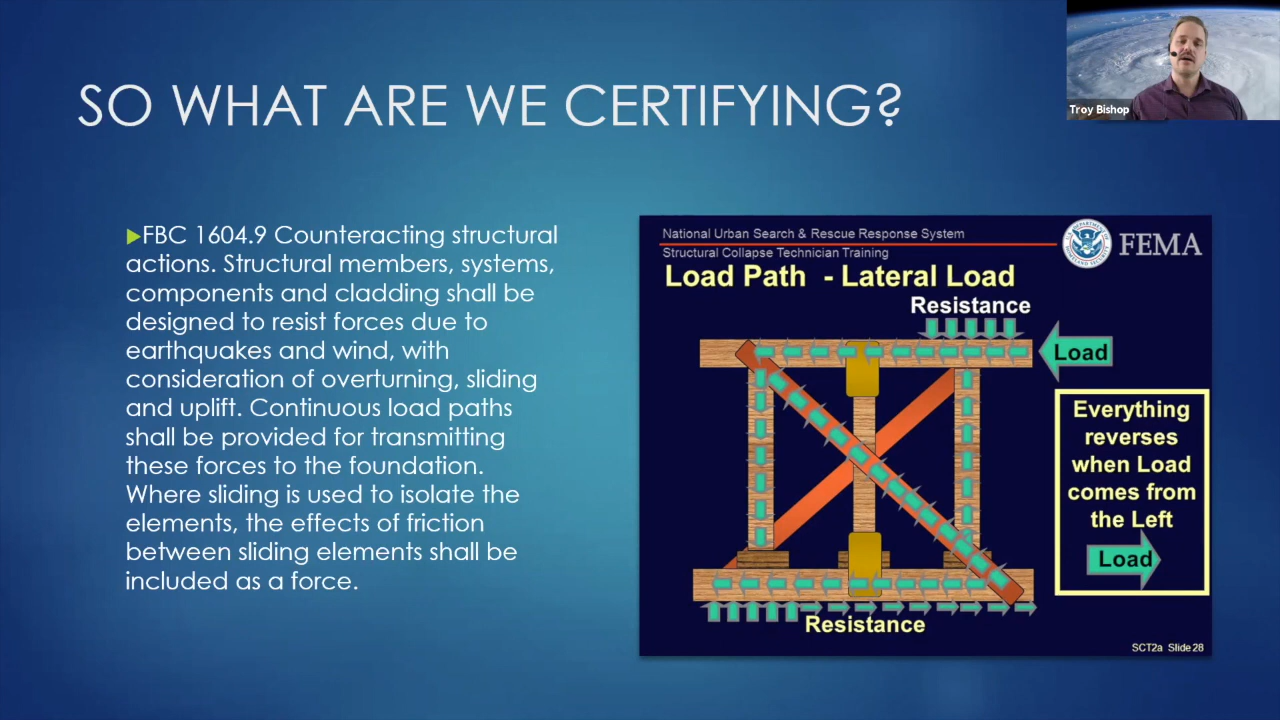 SO WHAT ARE WE CERTIFYING?
Troy Bishop
FBC 1604.9 Counteracting structural
actions. Structural members, systems,
components and cladding shall be
designed to resist forces due to
earthquakes and wind, with
consideration of overturning, sliding
and uplift. Continuous load paths
shall be provided for transmitting
these forces to the foundation.
Where sliding is used to isolate the
elements, the effects of friction
between sliding elements shall be
included as a force.
National Urban Search & Rescue Response System
Structural Collapse Technician Training
FEMA
Load Path - Lateral Load
Resistance
Load
Everything
reverses
when Load
comes from
the Left
Load
Resistance
SCT2a Slide 28